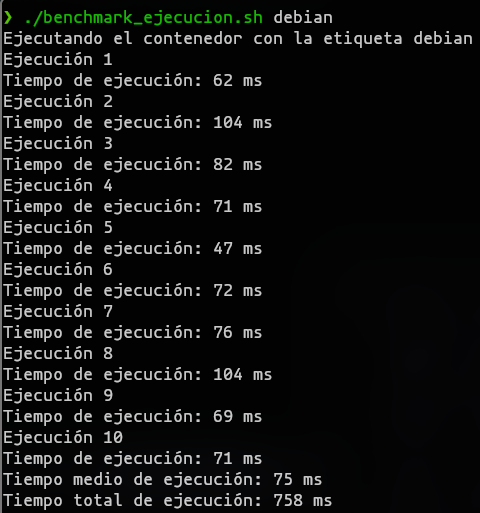 ❯ ./benchmark_ejecucion.sh debian
Ejecutando el contenedor con la etiqueta debian
Ejecución 1
Tiempo de ejecución: 62 ms
Ejecución 2
Tiempo de ejecución: 104 ms
Ejecución 3
Tiempo de ejecución: 82 ms
Ejecución 4
Tiempo de ejecución: 71 ms
Ejecución 5
Tiempo de ejecución: 47 ms
Ejecución 6
Tiempo de ejecución: 72 ms
Ejecución 7
Tiempo de ejecución: 76 ms
Ejecución 8
Tiempo de ejecución: 104 ms
Ejecución 9
Tiempo de ejecución: 69 ms
Ejecución 10
Tiempo de ejecución: 71 ms
Tiempo medio de ejecución: 75 ms
Tiempo total de ejecución: 758 ms